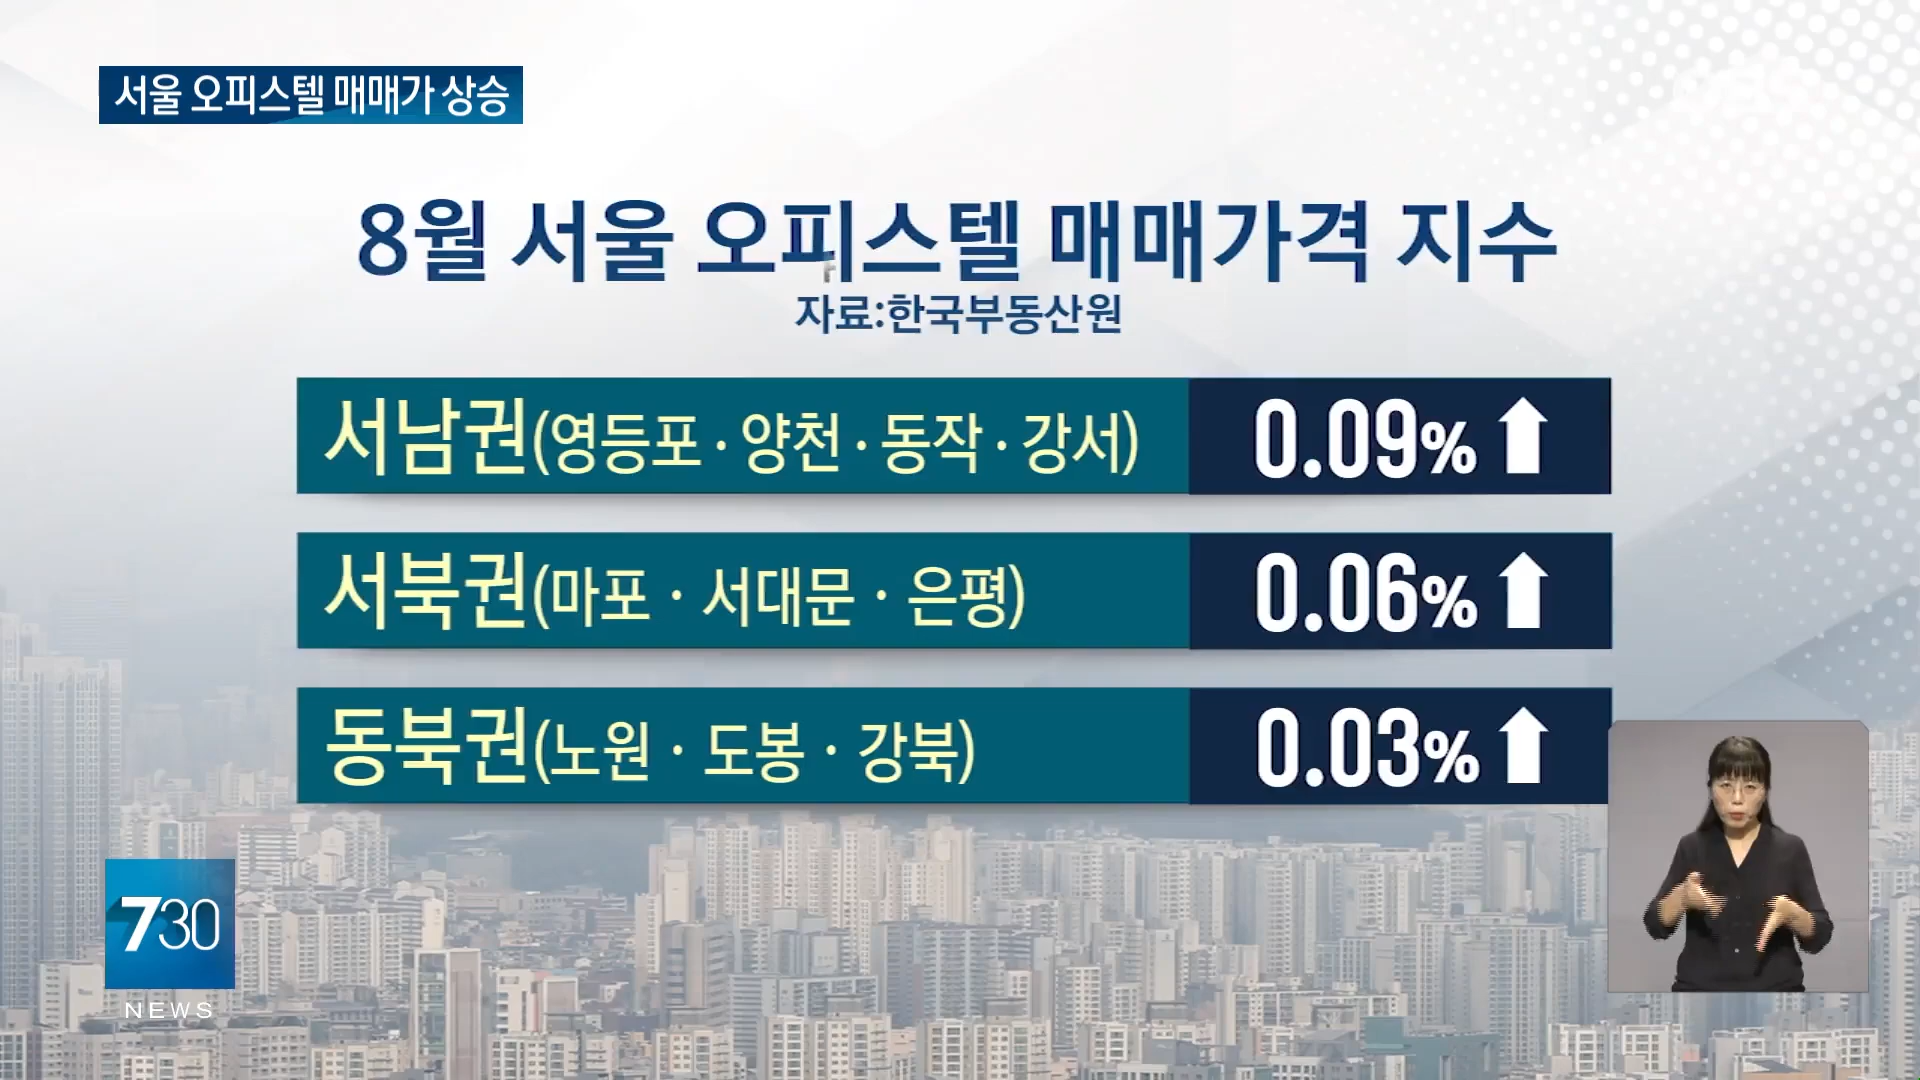 서울 오피스텔 매매가 상승
8월 서울 오피스텔 매매가격 지수
자료:한국부동산원
서남권(영등포·양천·동작·강서) 0.09% ↑
서북권(마포·서대문·은평) 0.06% ↑
동북권(노원·도봉·강북) 0.03% ↑
730
NEWS